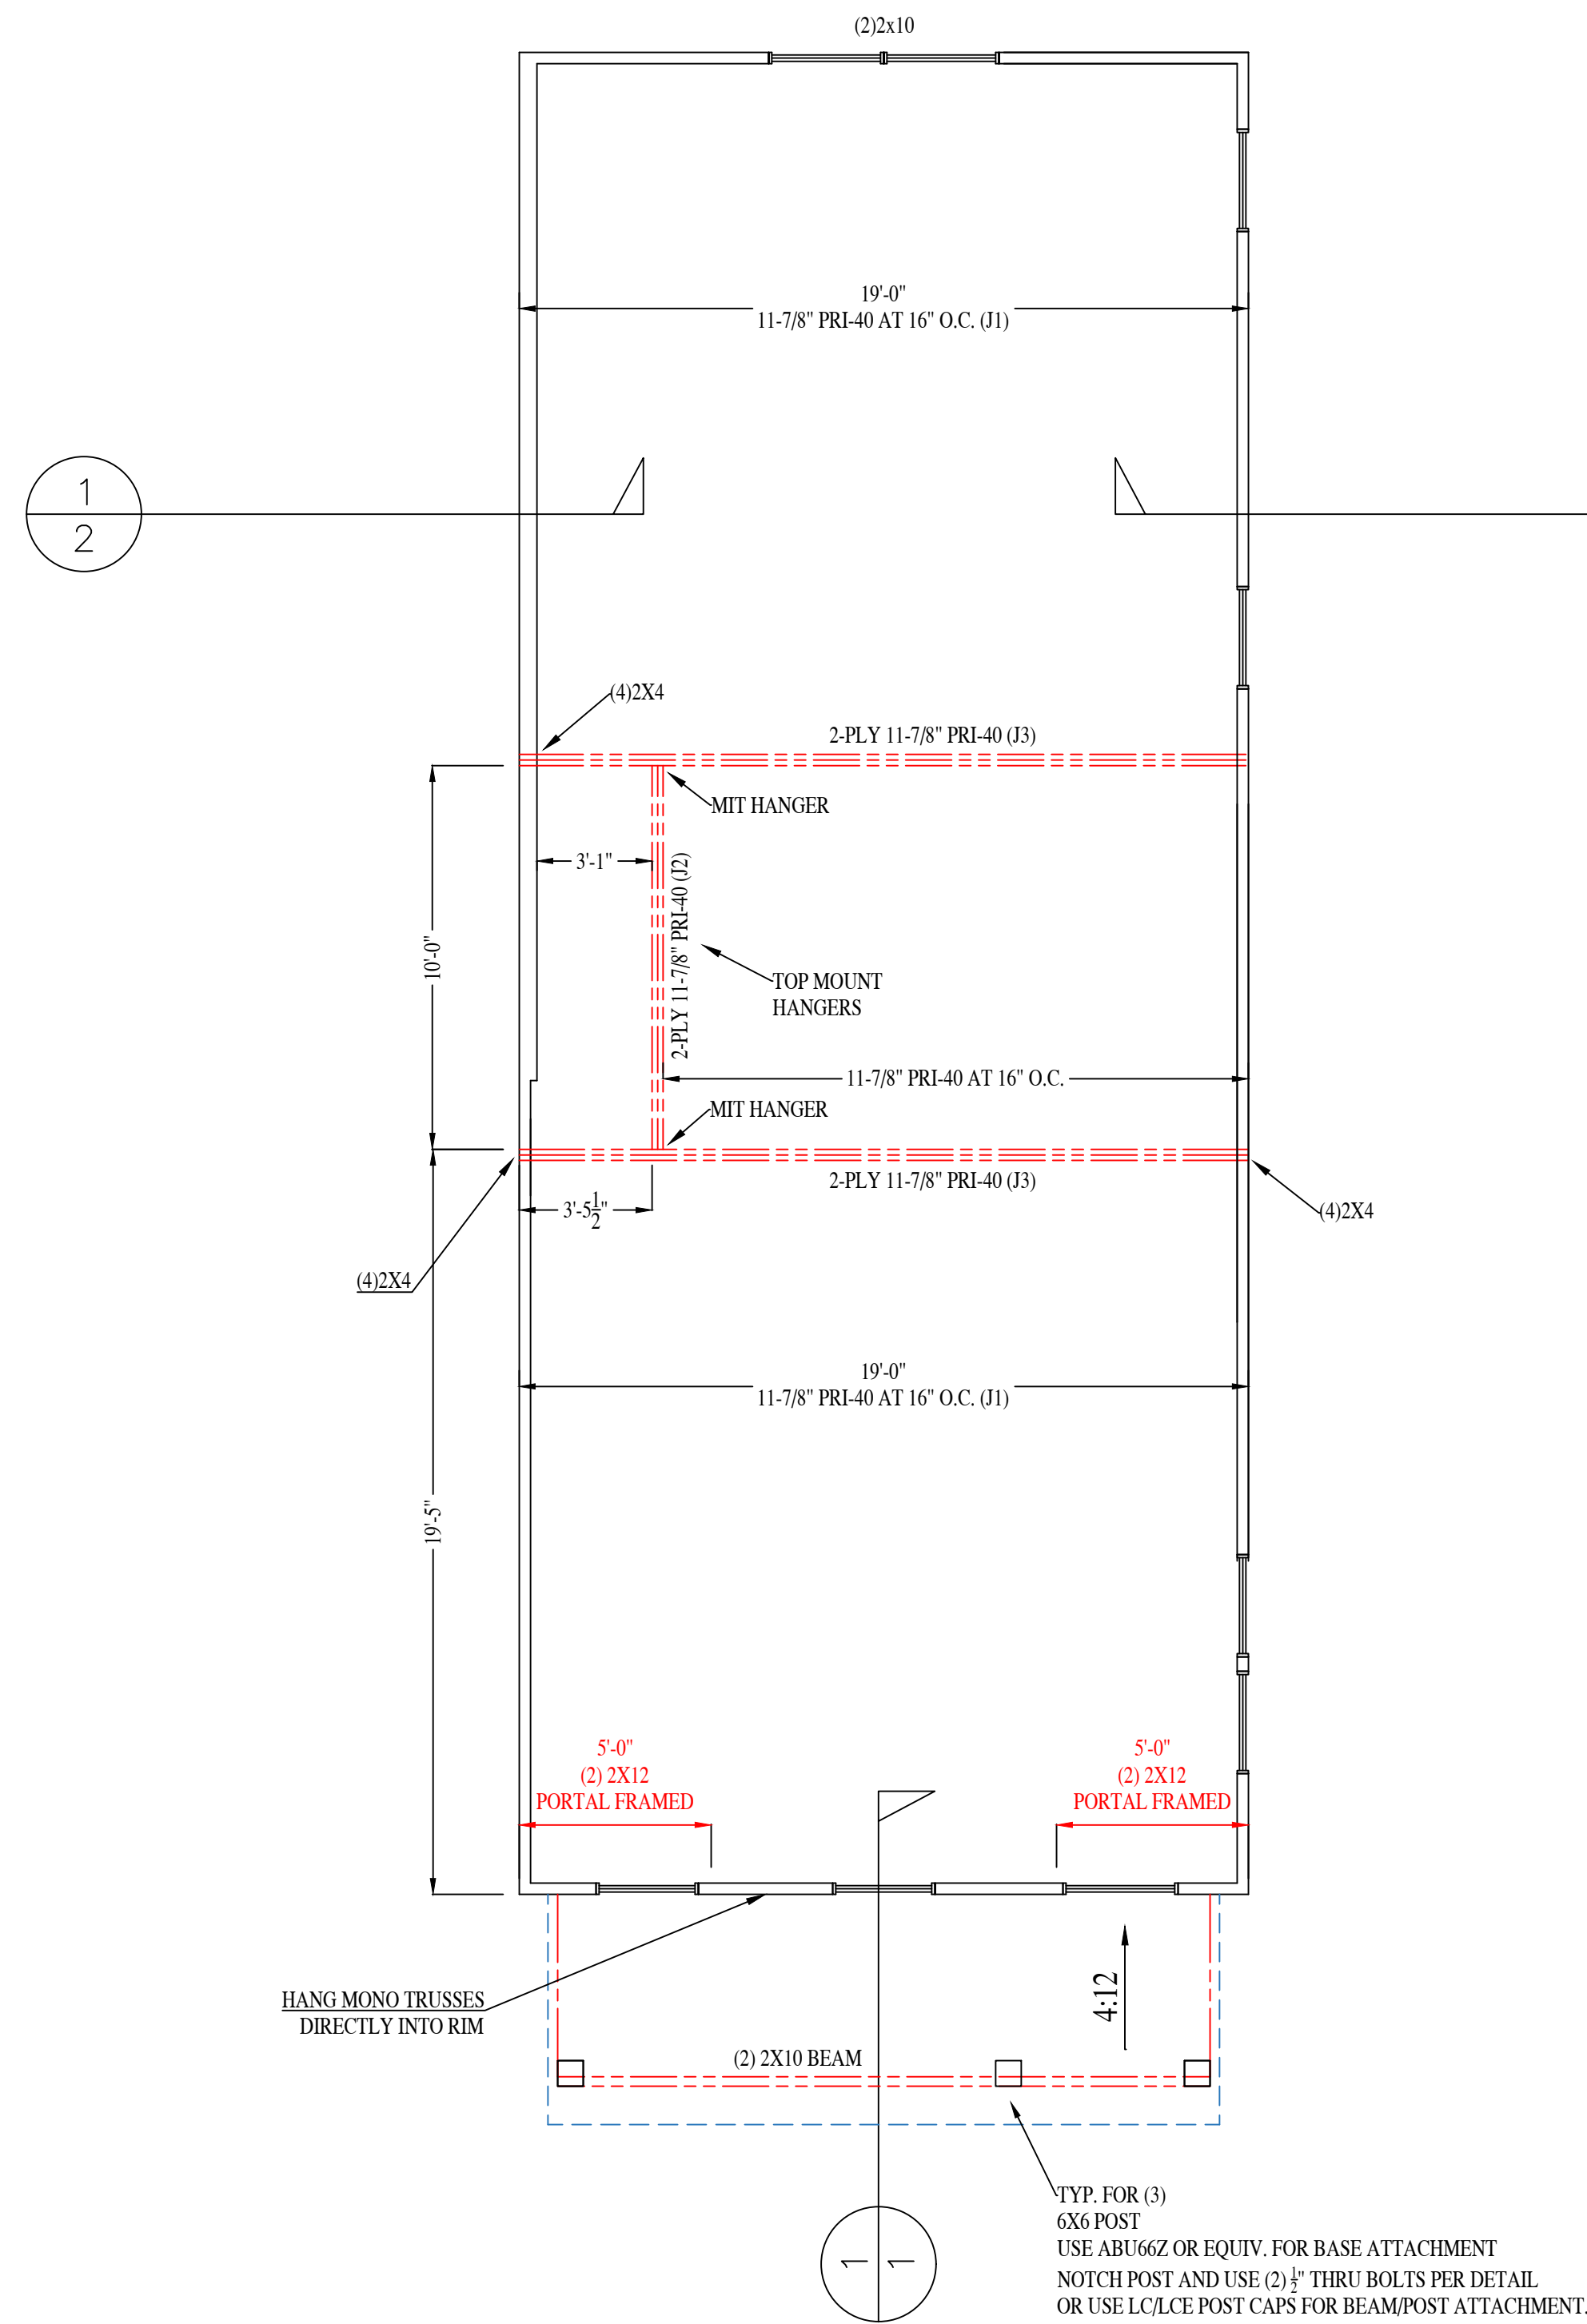 (2)2x10
19'-0"
11-7/8" PRI-40 AT 16" O.C. (J1)
1
2
(4)2X4
2-PLY 11-7/8" PRI-40 (J3)
MIT HANGER
3'-1"
2-PLY 11-7/8" PRI-40 (J2)
10'-0"
TOP MOUNT
HANGERS
11-7/8" PRI-40 AT 16" O.C.
MIT HANGER
2-PLY 11-7/8" PRI-40 (J3)
3'-5 1/2"
(4)2X4
(4)2X4
19'-0"
11-7/8" PRI-40 AT 16" O.C. (J1)
19'-5"
5'-0"
(2) 2X12
PORTAL FRAMED
5'-0"
(2) 2X12
PORTAL FRAMED
HANG MONO TRUSSES
DIRECTLY INTO RIM
4:12
(2) 2X10 BEAM
TYP. FOR (3)
6X6 POST
USE ABU66Z OR EQUIV. FOR BASE ATTACHMENT
NOTCH POST AND USE (2) 1/2" THRU BOLTS PER DETAIL
OR USE LC/LCE POST CAPS FOR BEAM/POST ATTACHMENT.
1
1